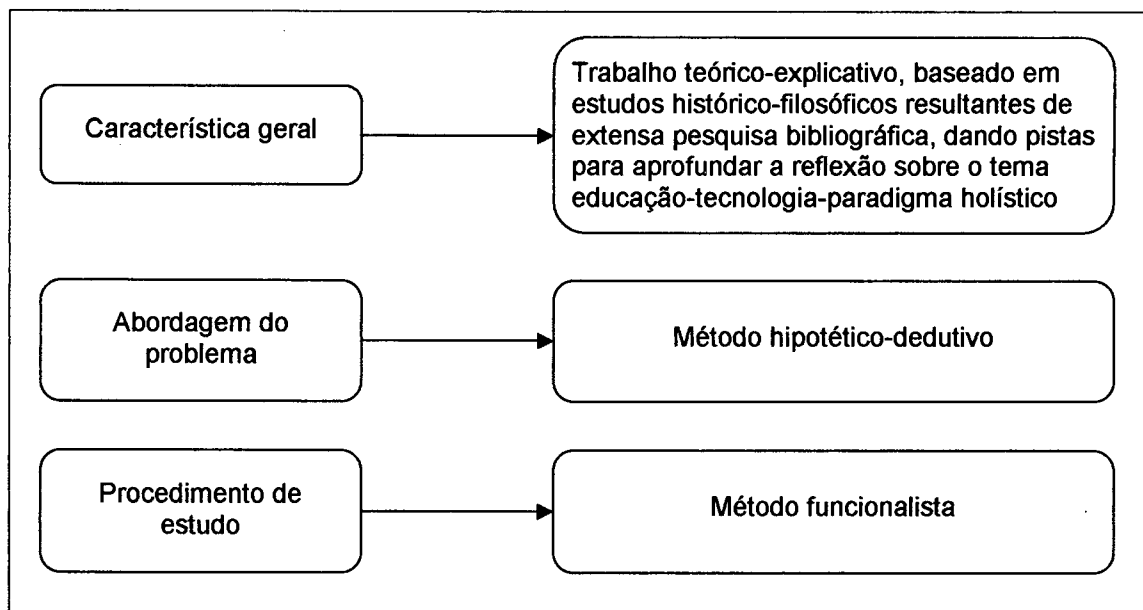 Característica geral
Trabalho teórico-explicativo, baseado em
estudos histórico-filosóficos resultantes de
extensa pesquisa bibliográfica, dando pistas
para aprofundar a reflexão sobre o tema
educação-tecnologia-paradigma holístico
Abordagem do
problema
Método hipotético-dedutivo
Procedimento de
estudo
Método funcionalista